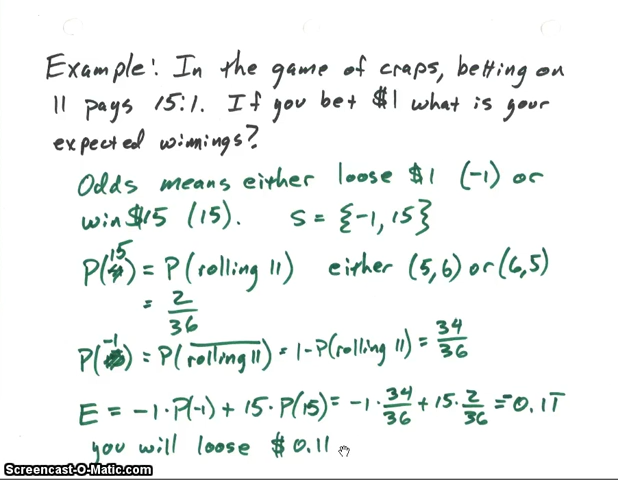 Example: In the game of craps, betting on
11 pays 15:1. If you bet $1 what is your
expected winnings?
Odds means either loose $1 (-1) or
win $15 (15). S = {-1, 15}
P(15) = P(rolling 11) either (5,6) or (6,5)
= 2/36
P(-1) = P(r̅o̅l̅l̅i̅n̅g̅ ̅1̅1̅) = 1-P(rolling 11) = 34/36
E = -1·P(-1) + 15·P(15) = -1·34/36 + 15·2/36 = -0.11̅
you will loose $0.11
Screencast-O-Matic.com